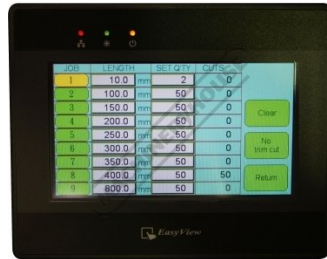 JOB LENGTH SET Q'TY CUTS
1 10.0 mm 2 0
2 100.0 mm 50 0
3 150.0 mm 50 0
4 200.0 mm 50 0
5 250.0 mm 50 0
6 300.0 mm 50 0
7 350.0 mm 50 0
8 400.0 mm 50 50
9 800.0 mm 50 0
Clear
No
trim cut
Return
EasyView